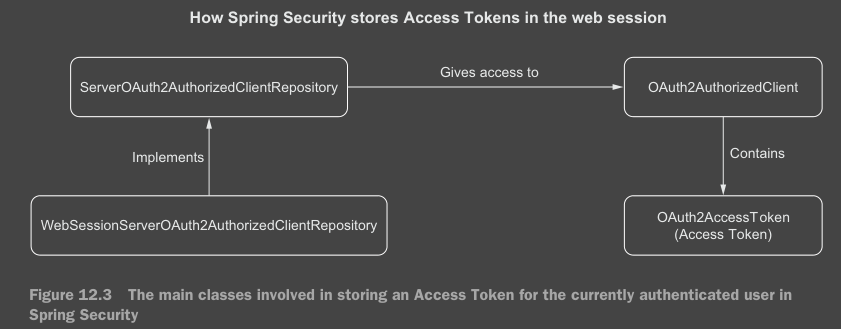 How Spring Security stores Access Tokens in the web session
ServerOAuth2AuthorizedClientRepository
Gives access to
OAuth2AuthorizedClient
Implements
Contains
WebSessionServerOAuth2AuthorizedClientRepository
OAuth2AccessToken
(Access Token)
Figure 12.3 The main classes involved in storing an Access Token for the currently authenticated user in
Spring Security